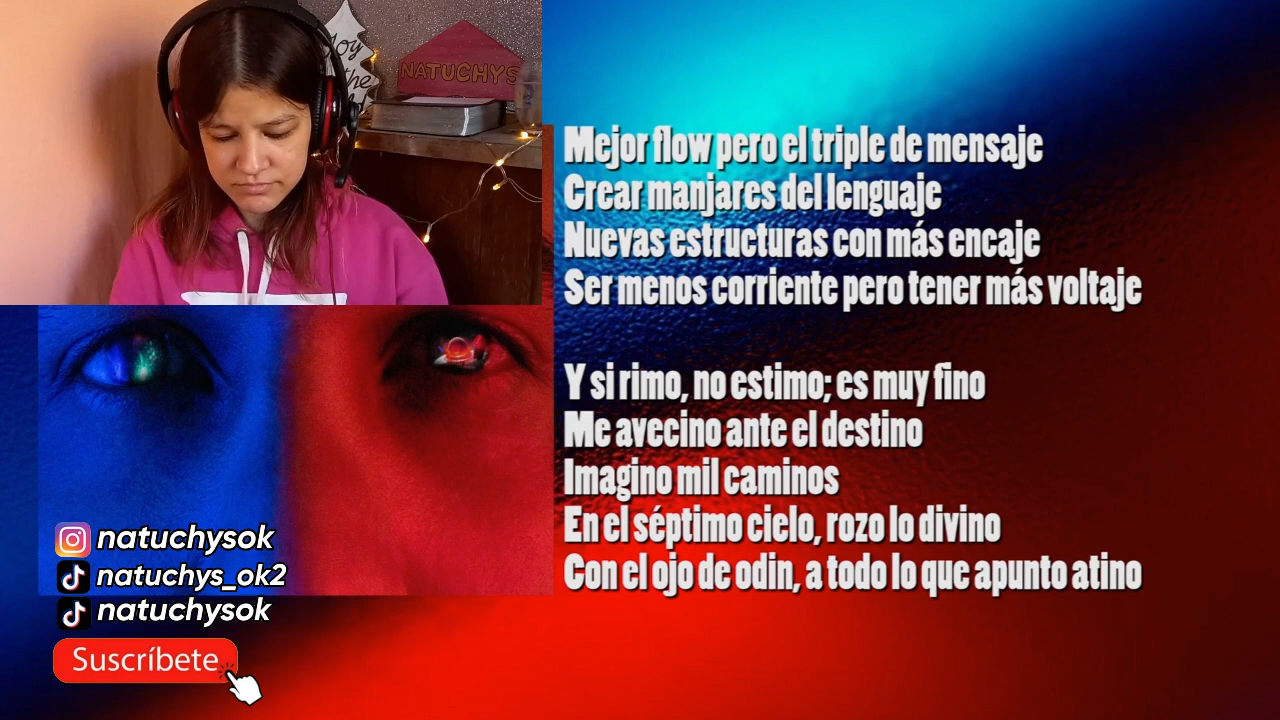 Joy
the
NATUCHYS
Mejor flow pero el triple de mensaje
Crear manjares del lenguaje
Nuevas estructuras con más encaje
Ser menos corriente pero tener más voltaje
Y si rimo, no estimo; es muy fino
Me avecino ante el destino
Imagino mil caminos
En el séptimo cielo, rozo lo divino
Con el ojo de odin, a todo lo que apunto atino
natuchysok
natuchys_ok2
natuchysok
Suscríbete